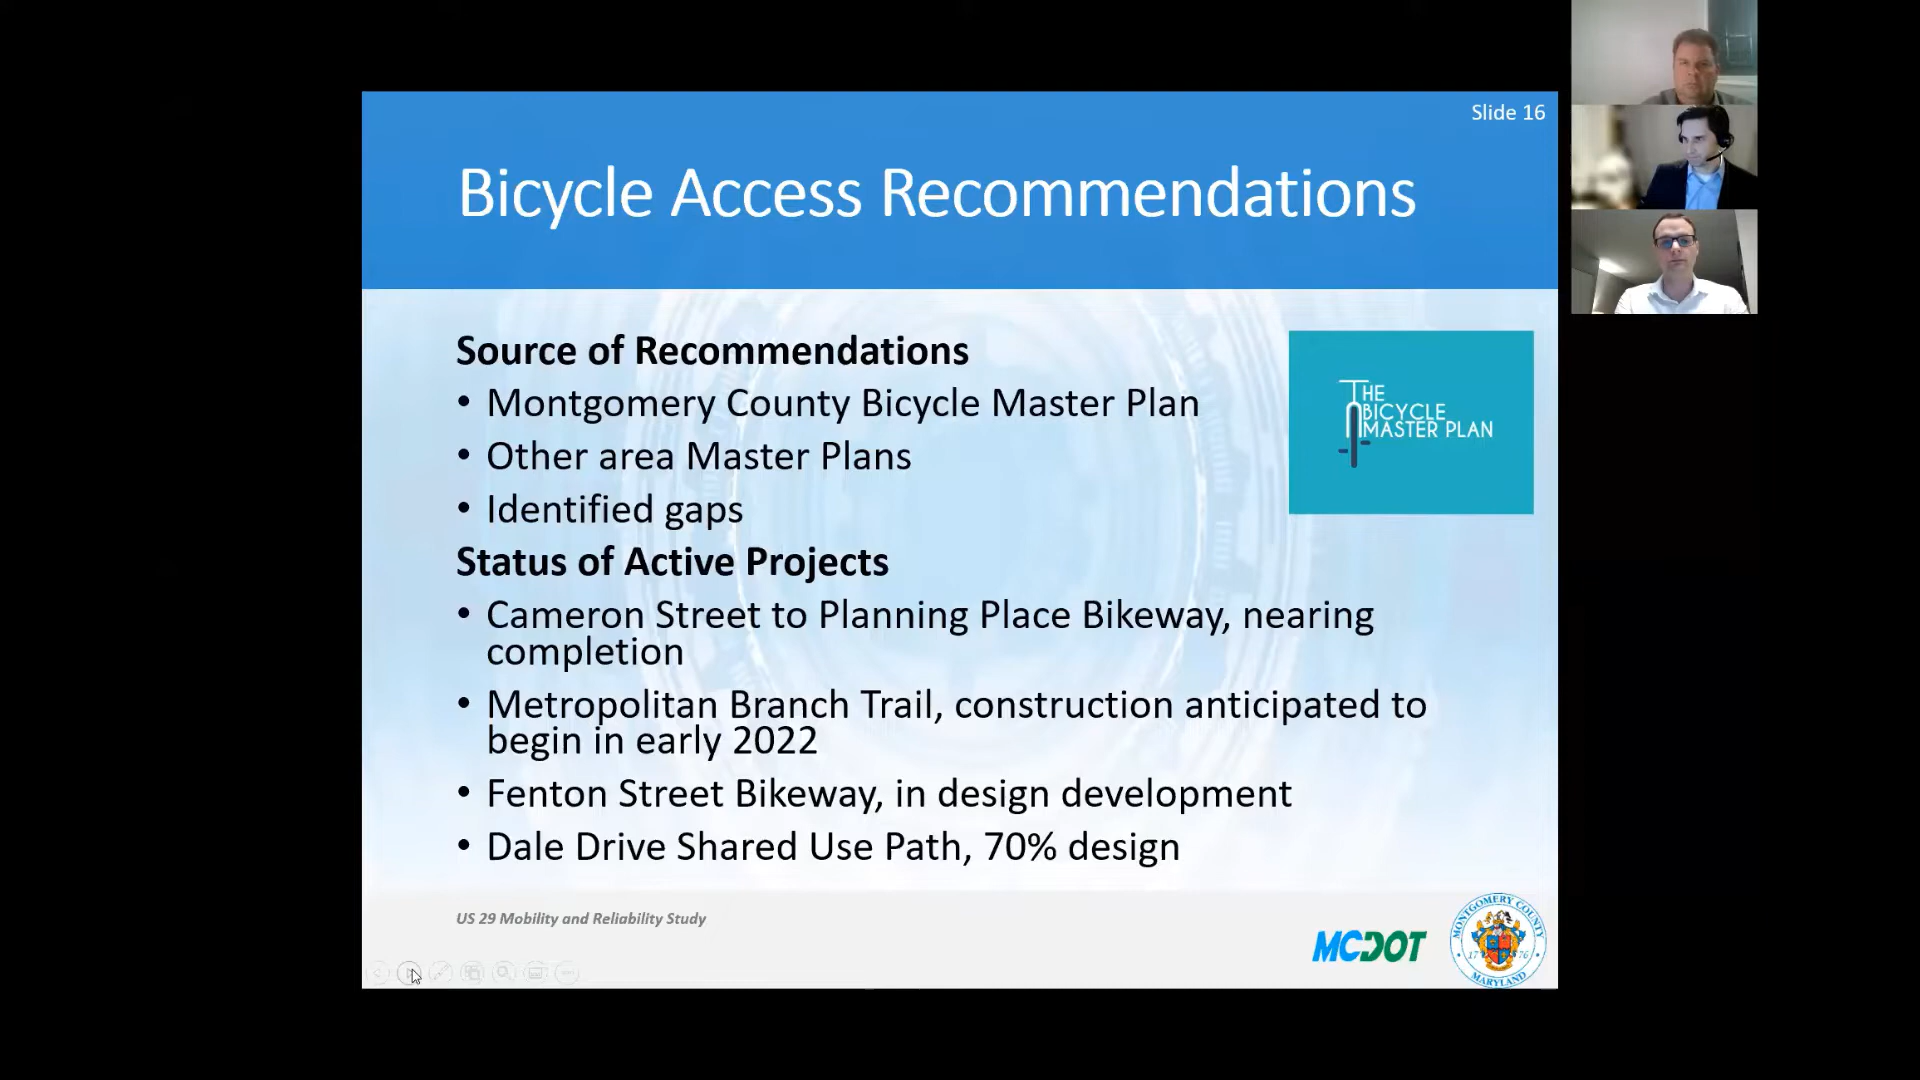 Slide 16
Bicycle Access Recommendations
Source of Recommendations
• Montgomery County Bicycle Master Plan
• Other area Master Plans
• Identified gaps
THE
BICYCLE
MASTER PLAN
Status of Active Projects
• Cameron Street to Planning Place Bikeway, nearing
completion
• Metropolitan Branch Trail, construction anticipated to
begin in early 2022
• Fenton Street Bikeway, in design development
• Dale Drive Shared Use Path, 70% design
US 29 Mobility and Reliability Study
MCDOT
MONTGOMERY COUNTY
17 76
MARYLAND